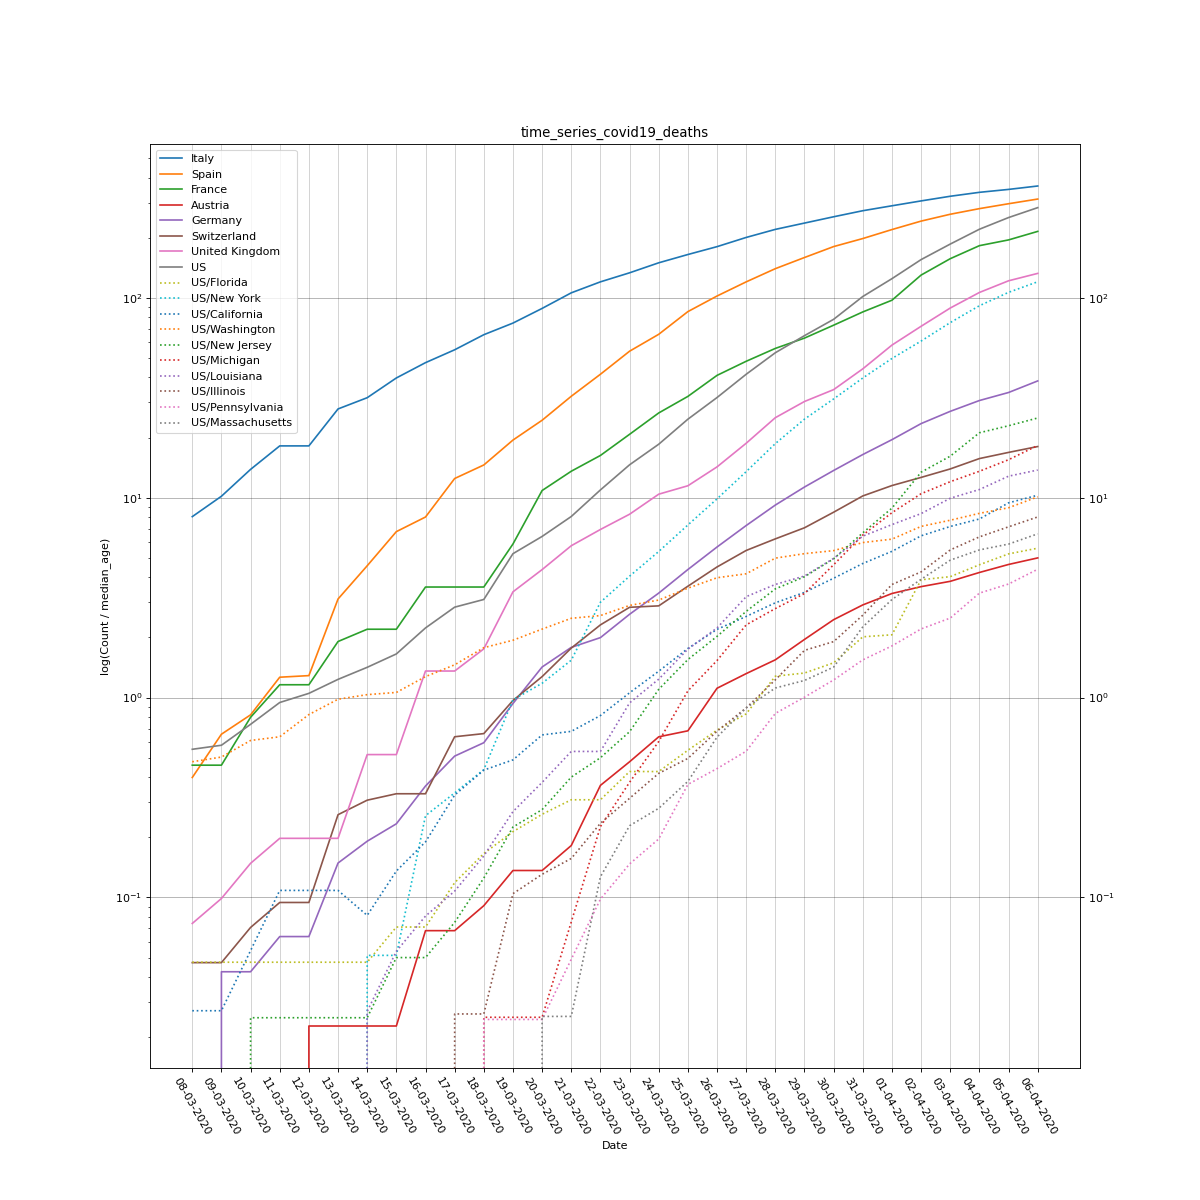 time_series_covid19_deaths
Italy
Spain
France
Austria
Germany
Switzerland
United Kingdom
US
US/Florida
US/New York
US/California
US/Washington
US/New Jersey
US/Michigan
US/Louisiana
US/Illinois
US/Pennsylvania
US/Massachusetts
log(Count / median_age)
10²
10¹
10⁰
10⁻¹
10²
10¹
10⁰
10⁻¹
08-03-2020
09-03-2020
10-03-2020
11-03-2020
12-03-2020
13-03-2020
14-03-2020
15-03-2020
16-03-2020
17-03-2020
18-03-2020
19-03-2020
20-03-2020
21-03-2020
22-03-2020
23-03-2020
24-03-2020
25-03-2020
26-03-2020
27-03-2020
28-03-2020
29-03-2020
30-03-2020
31-03-2020
01-04-2020
02-04-2020
03-04-2020
04-04-2020
05-04-2020
06-04-2020
Date